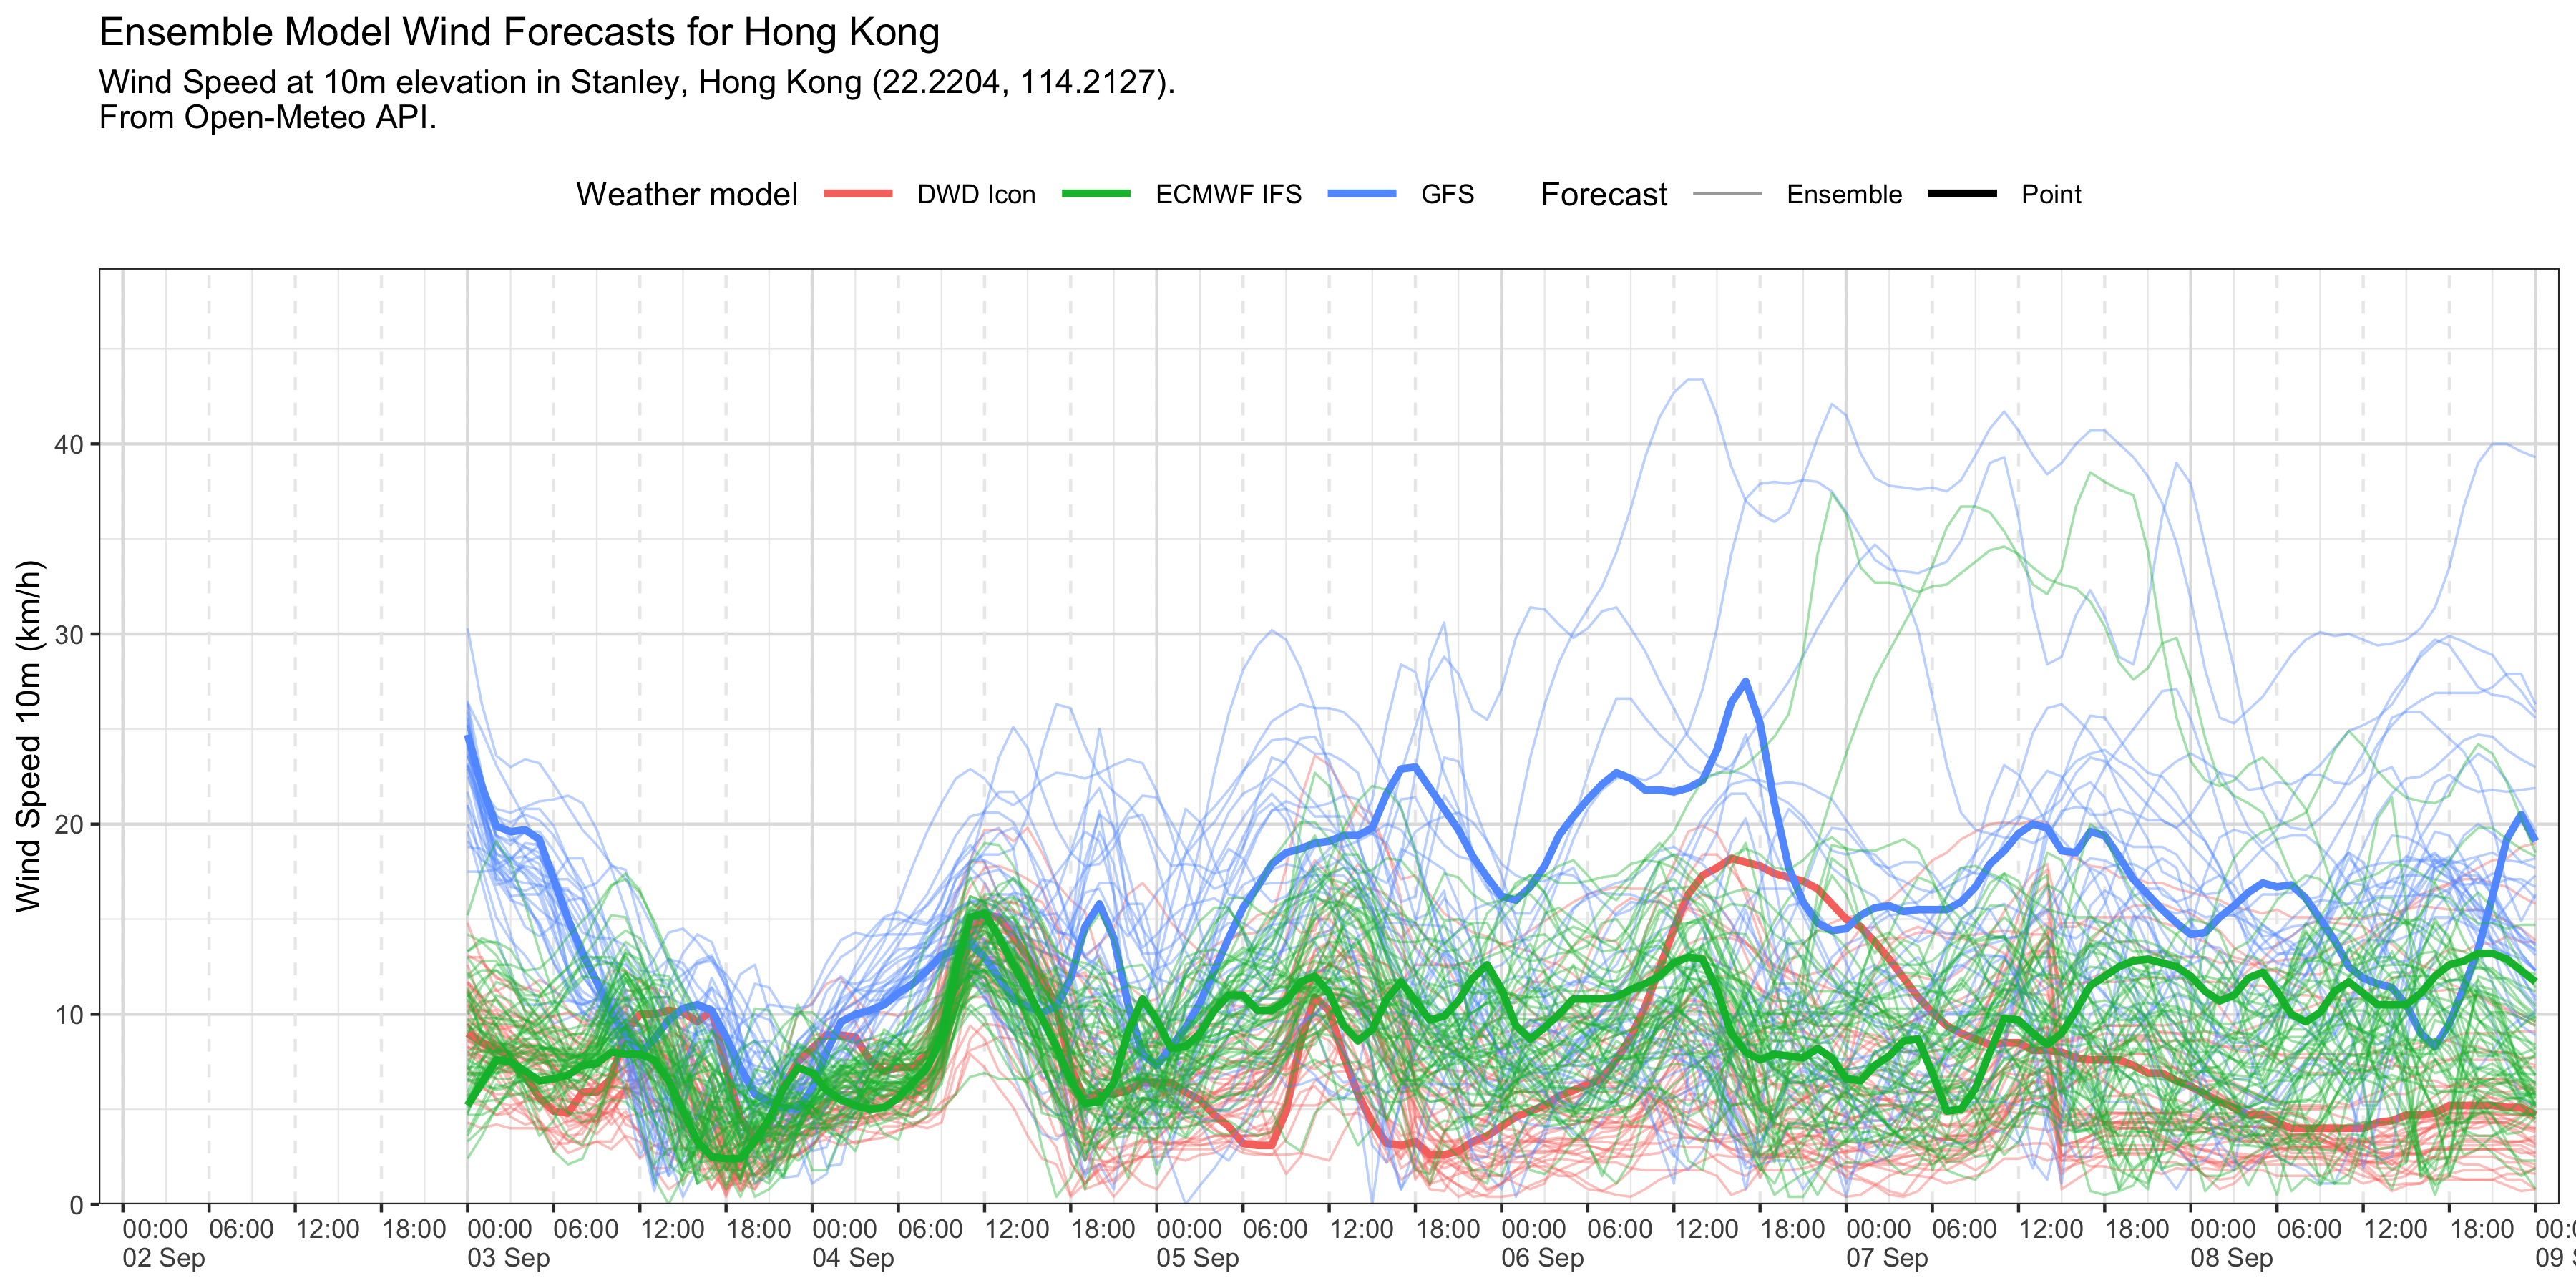 Ensemble Model Wind Forecasts for Hong Kong
Wind Speed at 10m elevation in Stanley, Hong Kong (22.2204, 114.2127).
From Open-Meteo API.
Weather model DWD Icon ECMWF IFS GFS Forecast Ensemble Point
Wind Speed 10m (km/h)
40
30
20
10
0
00:00 06:00 12:00 18:00 00:00 06:00 12:00 18:00 00:00 06:00 12:00 18:00 00:00 06:00 12:00 18:00 00:00 06:00 12:00 18:00 00:00 06:00 12:00 18:00 00:00 06:00 12:00 18:00
02 Sep 03 Sep 04 Sep 05 Sep 06 Sep 07 Sep 08 Sep 09